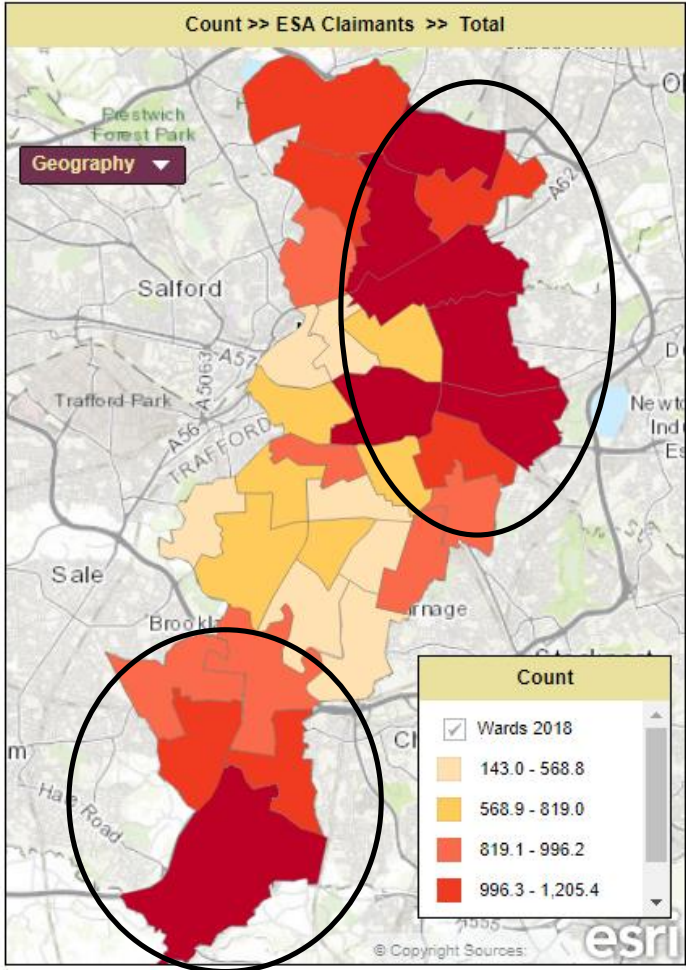 Count >> ESA Claimants >> Total
Prestwich
Forest Park
Geography
A62
Salford
A57
A5063
Trafford Park
A56
TRAFFORD
Sale
Count
Wards 2018
143.0 - 568.8
568.9 - 819.0
819.1 - 996.2
996.3 - 1,205.4
Hale Road
A555
© Copyright Sources:
esri